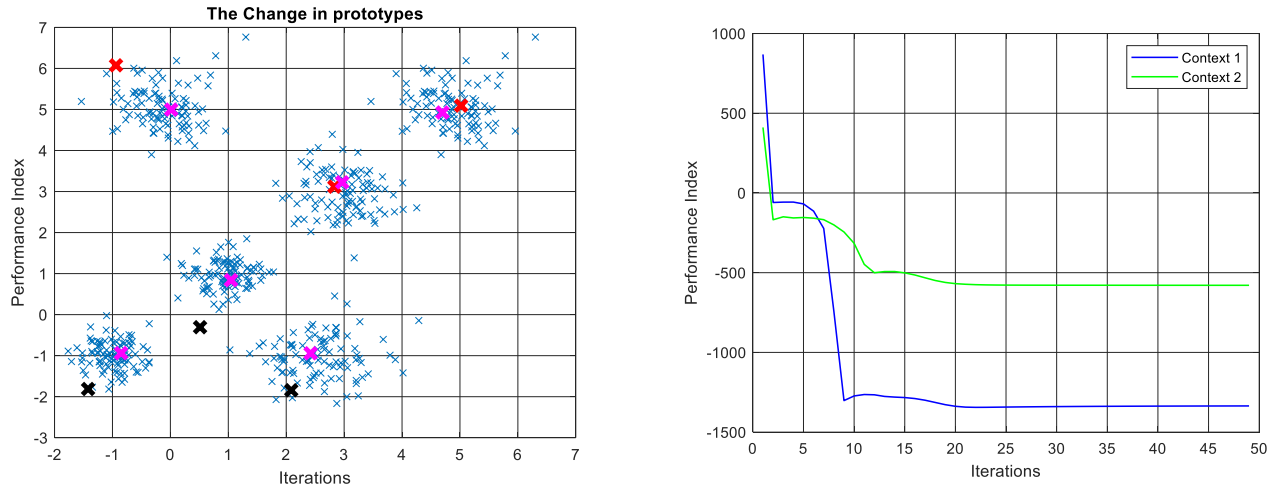 The Change in prototypes
Performance Index
7
6
5
4
3
2
1
0
-1
-2
-3
-2 -1 0 1 2 3 4 5 6 7
Iterations
Performance Index
1000
500
0
-500
-1000
-1500
0 5 10 15 20 25 30 35 40 45 50
Iterations
Context 1
Context 2